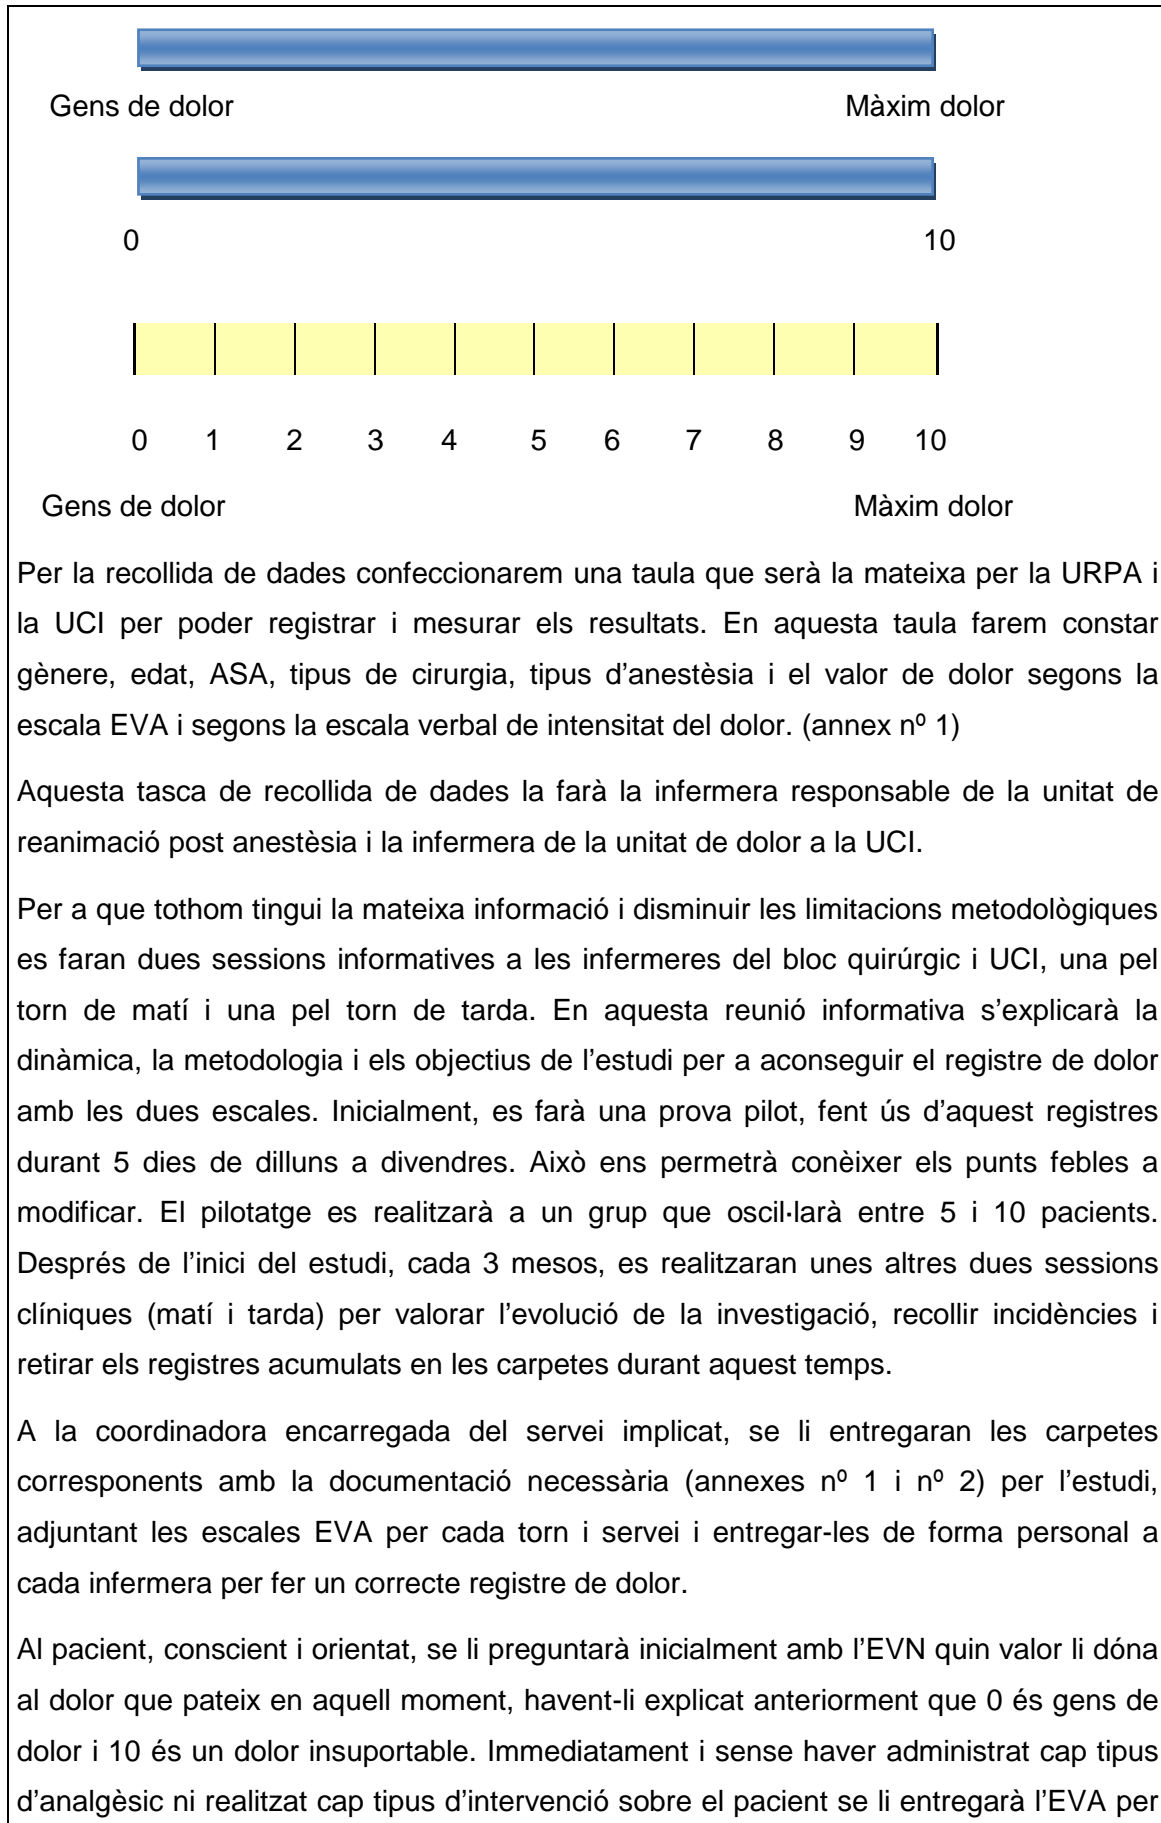 Gens de dolor Màxim dolor
0 10
0 1 2 3 4 5 6 7 8 9 10
Gens de dolor Màxim dolor
Per la recollida de dades confeccionarem una taula que serà la mateixa per la URPA i
la UCI per poder registrar i mesurar els resultats. En aquesta taula farem constar
gènere, edat, ASA, tipus de cirurgia, tipus d'anestèsia i el valor de dolor segons la
escala EVA i segons la escala verbal de intensitat del dolor. (annex nº 1)
Aquesta tasca de recollida de dades la farà la infermera responsable de la unitat de
reanimació post anestèsia i la infermera de la unitat de dolor a la UCI.
Per a que tothom tingui la mateixa informació i disminuir les limitacions metodològiques
es faran dues sessions informatives a les infermeres del bloc quirúrgic i UCI, una pel
torn de matí i una pel torn de tarda. En aquesta reunió informativa s'explicarà la
dinàmica, la metodologia i els objectius de l'estudi per a aconseguir el registre de dolor
amb les dues escales. Inicialment, es farà una prova pilot, fent ús d'aquest registres
durant 5 dies de dilluns a divendres. Això ens permetrà conèixer els punts febles a
modificar. El pilotatge es realitzarà a un grup que oscil·larà entre 5 i 10 pacients.
Després de l'inici del estudi, cada 3 mesos, es realitzaran unes altres dues sessions
clíniques (matí i tarda) per valorar l'evolució de la investigació, recollir incidències i
retirar els registres acumulats en les carpetes durant aquest temps.
A la coordinadora encarregada del servei implicat, se li entregaran les carpetes
corresponents amb la documentació necessària (annexes nº 1 i nº 2) per l'estudi,
adjuntant les escales EVA per cada torn i servei i entregar-les de forma personal a
cada infermera per fer un correcte registre de dolor.
Al pacient, conscient i orientat, se li preguntarà inicialment amb l'EVN quin valor li dóna
al dolor que pateix en aquell moment, havent-li explicat anteriorment que 0 és gens de
dolor i 10 és un dolor insuportable. Immediatament i sense haver administrat cap tipus
d'analgèsic ni realitzat cap tipus d'intervenció sobre el pacient se li entregarà l'EVA per